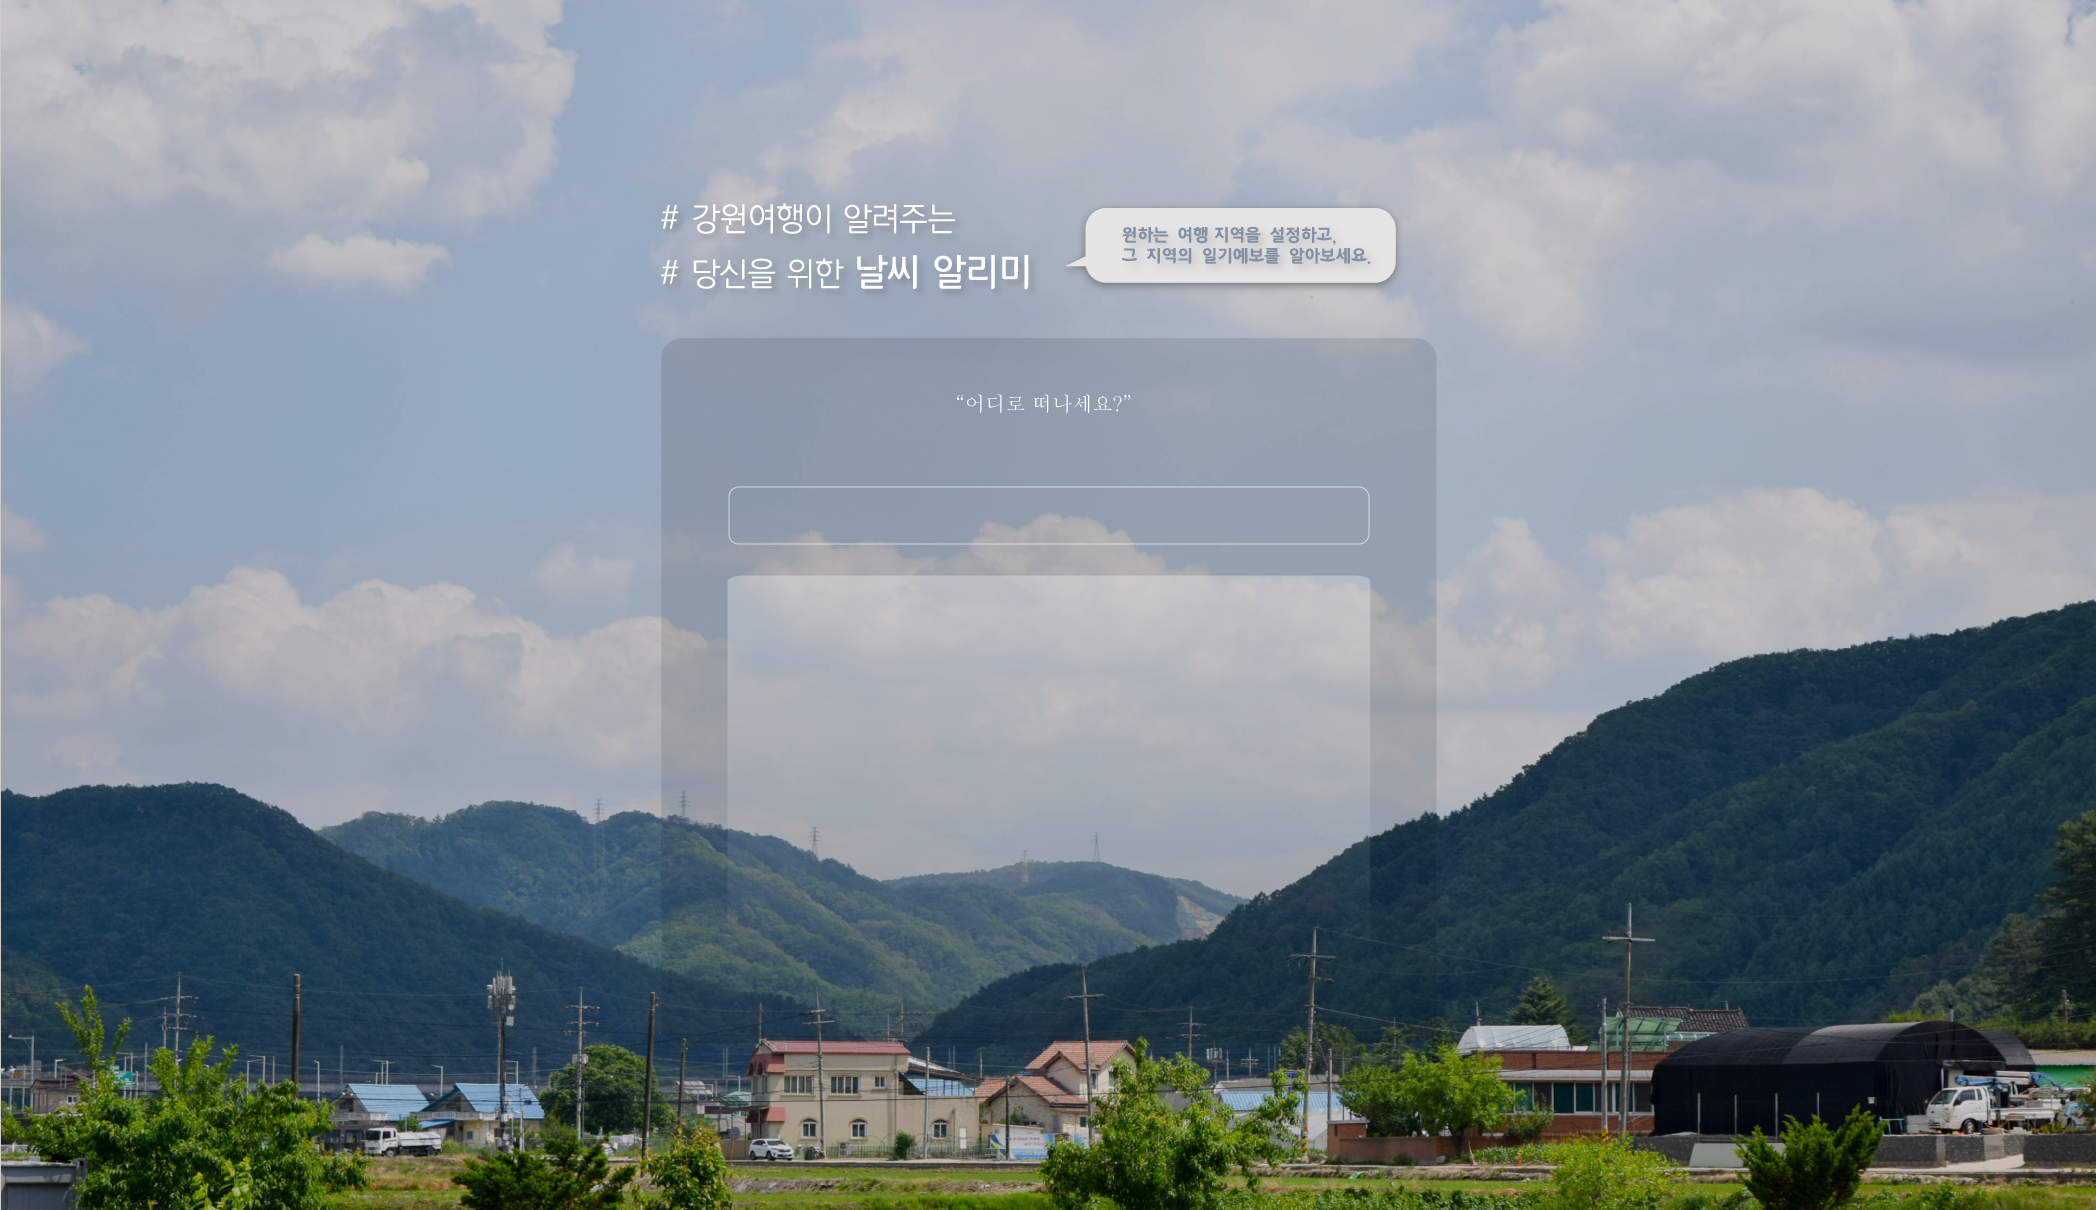 # 강원여행이 알려주는
# 당신을 위한 날씨 알리미
원하는 여행 지역을 설정하고,
그 지역의 일기예보를 알아보세요.
“어디로 떠나세요?”